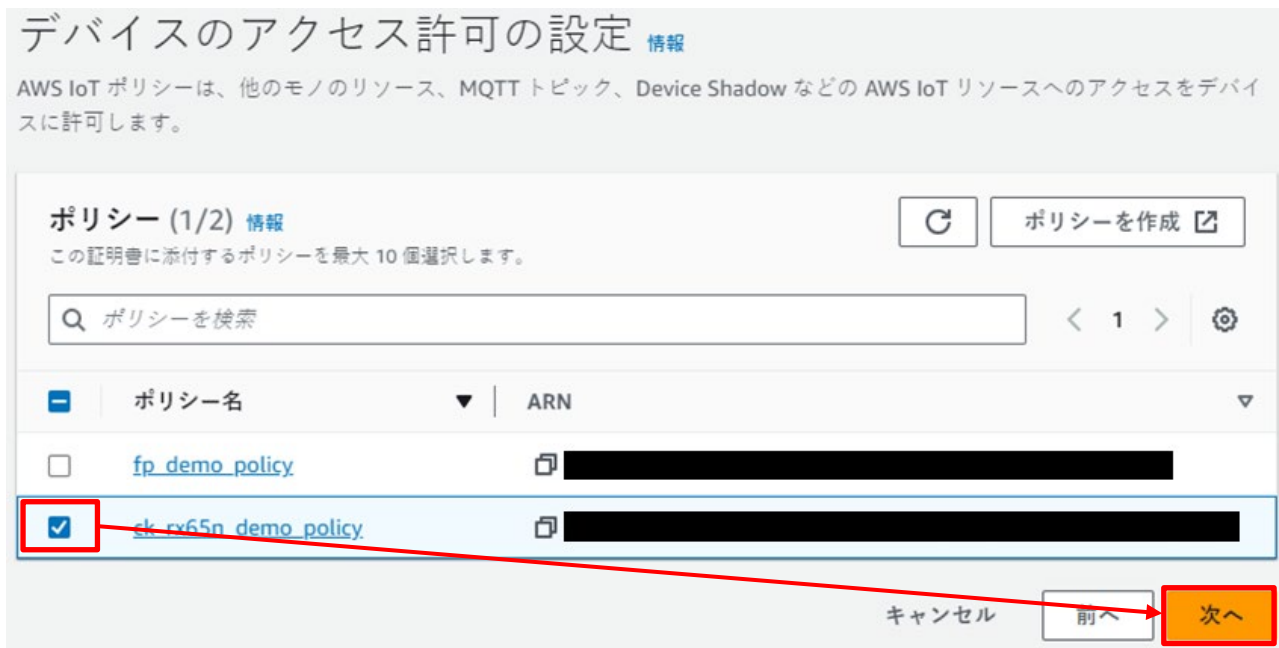 デバイスのアクセス許可の設定 情報
AWS IoT ポリシーは、他のモノのリソース、MQTT トピック、Device Shadow などの AWS IoT リソースへのアクセスをデバイ
スに許可します。
ポリシー (1/2) 情報
ポリシーを作成
この証明書に添付するポリシーを最大 10 個選択します。
ポリシーを検索
1
ポリシー名
ARN
fp_demo_policy
ck_rx65n_demo_policy
キャンセル
前へ
次へ